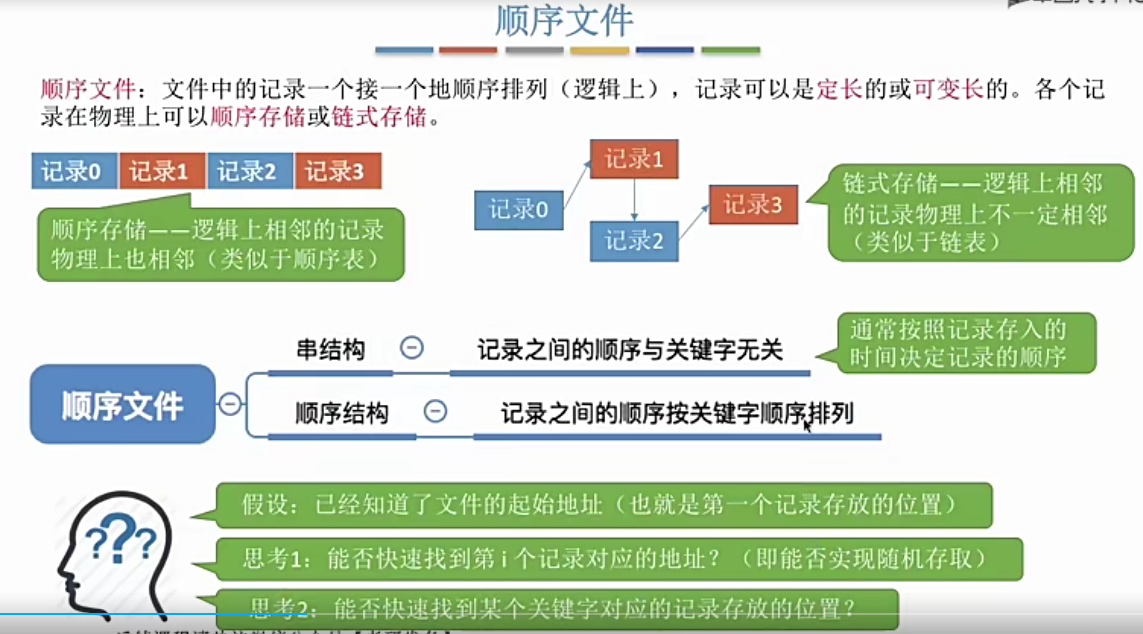 顺序文件
顺序文件：文件中的记录一个接一个地顺序排列（逻辑上），记录可以是定长的或可变长的。各个记
录在物理上可以顺序存储或链式存储。
记录0 记录1 记录2 记录3
顺序存储——逻辑上相邻的记录
物理上也相邻（类似于顺序表）
记录0
记录1
记录2
记录3
链式存储——逻辑上相邻
的记录物理上不一定相邻
（类似于链表）
顺序文件
串结构
记录之间的顺序与关键字无关
通常按照记录存入的
时间决定记录的顺序
顺序结构
记录之间的顺序按关键字顺序排列
???
假设：已经知道了文件的起始地址（也就是第一个记录存放的位置）
思考1：能否快速找到第 i 个记录对应的地址？（即能否实现随机存取）
思考2：能否快速找到某个关键字对应的记录存放的位置？